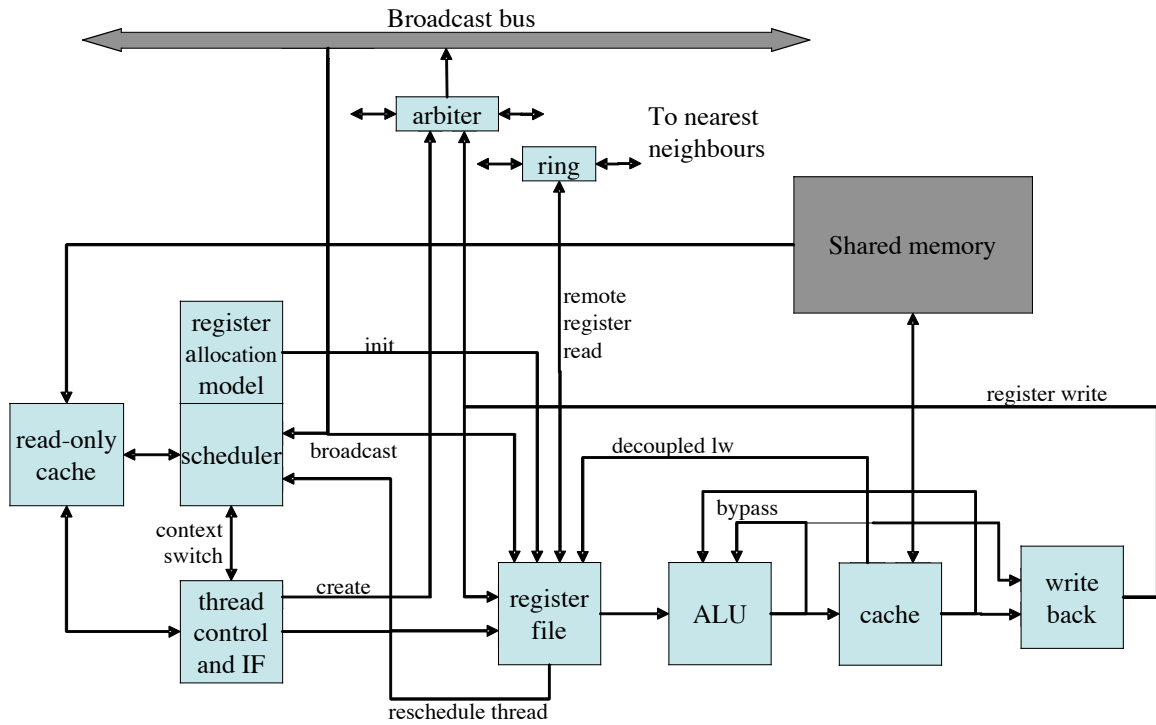 Broadcast bus
arbiter
To nearest
neighbours
ring
Shared memory
remote
register
read
register
allocation
model
init
register write
read-only
cache
scheduler
broadcast
decoupled lw
bypass
context
switch
create
thread
control
and IF
register
file
ALU
cache
write
back
reschedule thread